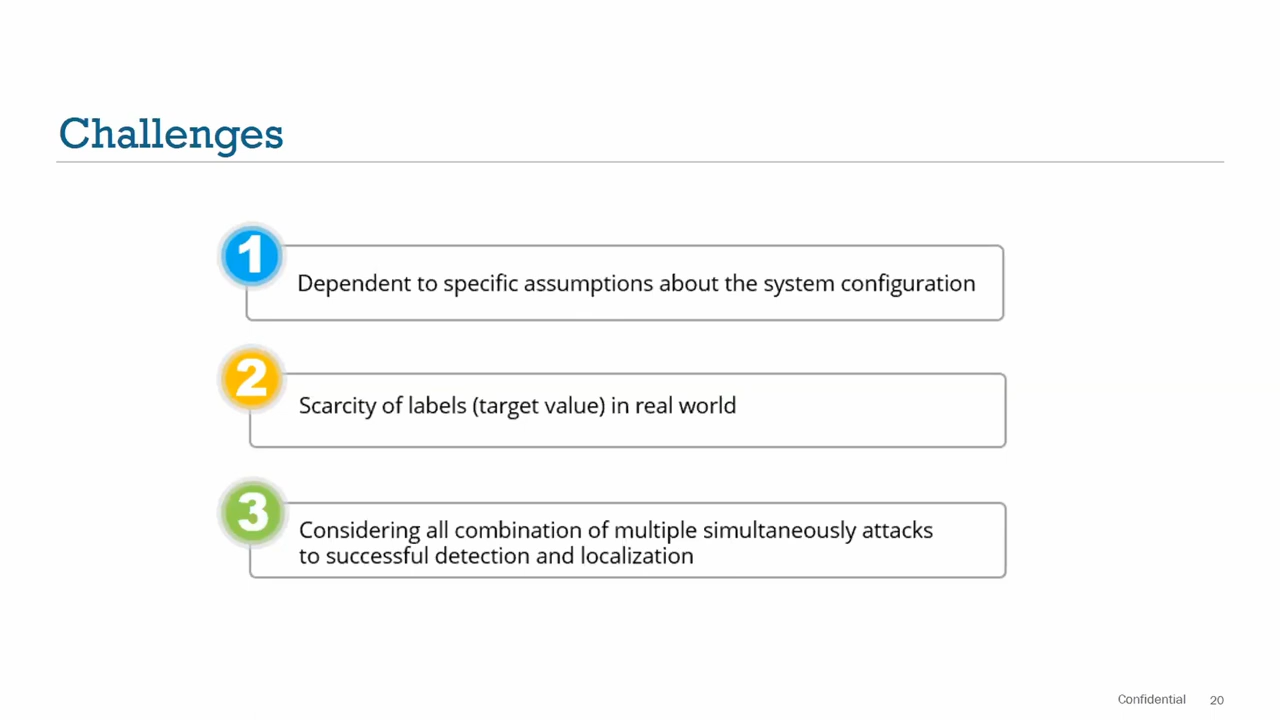 Challenges
1
Dependent to specific assumptions about the system configuration
2
Scarcity of labels (target value) in real world
3
Considering all combination of multiple simultaneously attacks
to successful detection and localization
Confidential 20